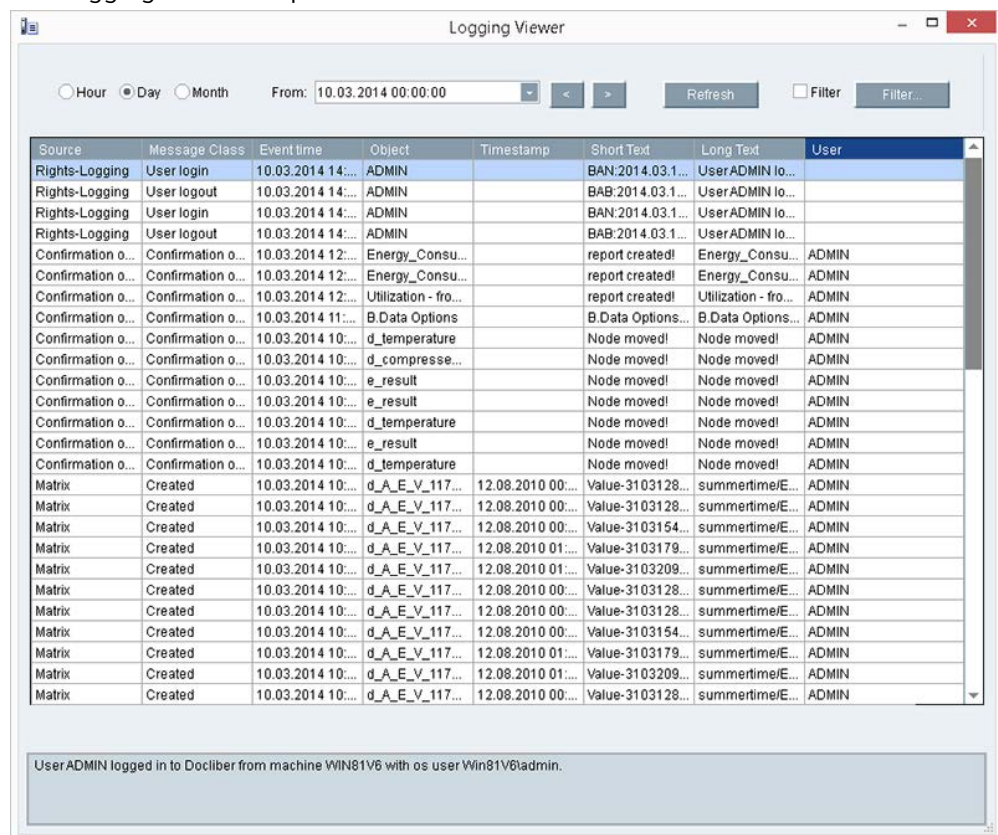 Logging Viewer
Hour Day Month From: 10.03.2014 00:00:00 < > Refresh Filter Filter...
Source Message Class Event time Object Timestamp Short Text Long Text User
Rights-Logging User login 10.03.2014 14:... ADMIN BAN:2014.03.1... User ADMIN lo...
Rights-Logging User logout 10.03.2014 14:... ADMIN BAB:2014.03.1... User ADMIN lo...
Rights-Logging User login 10.03.2014 14:... ADMIN BAN:2014.03.1... User ADMIN lo...
Rights-Logging User logout 10.03.2014 14:... ADMIN BAB:2014.03.1... User ADMIN lo...
Confirmation o... Confirmation o... 10.03.2014 12:... Energy_Consu... report created! Energy_Consu... ADMIN
Confirmation o... Confirmation o... 10.03.2014 12:... Energy_Consu... report created! Energy_Consu... ADMIN
Confirmation o... Confirmation o... 10.03.2014 12:... Utilization - fro... report created! Utilization - fro... ADMIN
Confirmation o... Confirmation o... 10.03.2014 11:... B.Data Options B.Data Options... B.Data Options... ADMIN
Confirmation o... Confirmation o... 10.03.2014 10:... d_temperature Node moved! Node moved! ADMIN
Confirmation o... Confirmation o... 10.03.2014 10:... d_compresse... Node moved! Node moved! ADMIN
Confirmation o... Confirmation o... 10.03.2014 10:... e_result Node moved! Node moved! ADMIN
Confirmation o... Confirmation o... 10.03.2014 10:... e_result Node moved! Node moved! ADMIN
Confirmation o... Confirmation o... 10.03.2014 10:... d_temperature Node moved! Node moved! ADMIN
Confirmation o... Confirmation o... 10.03.2014 10:... e_result Node moved! Node moved! ADMIN
Confirmation o... Confirmation o... 10.03.2014 10:... d_temperature Node moved! Node moved! ADMIN
Matrix Created 10.03.2014 10:... d_A_E_V_117... 12.08.2010 00:... Value-3103128... summertime/E... ADMIN
Matrix Created 10.03.2014 10:... d_A_E_V_117... 12.08.2010 00:... Value-3103128... summertime/E... ADMIN
Matrix Created 10.03.2014 10:... d_A_E_V_117... 12.08.2010 00:... Value-3103154... summertime/E... ADMIN
Matrix Created 10.03.2014 10:... d_A_E_V_117... 12.08.2010 01:... Value-3103179... summertime/E... ADMIN
Matrix Created 10.03.2014 10:... d_A_E_V_117... 12.08.2010 01:... Value-3103209... summertime/E... ADMIN
Matrix Created 10.03.2014 10:... d_A_E_V_117... 12.08.2010 00:... Value-3103128... summertime/E... ADMIN
Matrix Created 10.03.2014 10:... d_A_E_V_117... 12.08.2010 00:... Value-3103128... summertime/E... ADMIN
Matrix Created 10.03.2014 10:... d_A_E_V_117... 12.08.2010 00:... Value-3103154... summertime/E... ADMIN
Matrix Created 10.03.2014 10:... d_A_E_V_117... 12.08.2010 01:... Value-3103179... summertime/E... ADMIN
Matrix Created 10.03.2014 10:... d_A_E_V_117... 12.08.2010 01:... Value-3103209... summertime/E... ADMIN
Matrix Created 10.03.2014 10:... d_A_E_V_117... 12.08.2010 00:... Value-3103128... summertime/E... ADMIN
User ADMIN logged in to Docliber from machine WIN81V6 with os user Win81V6\admin.